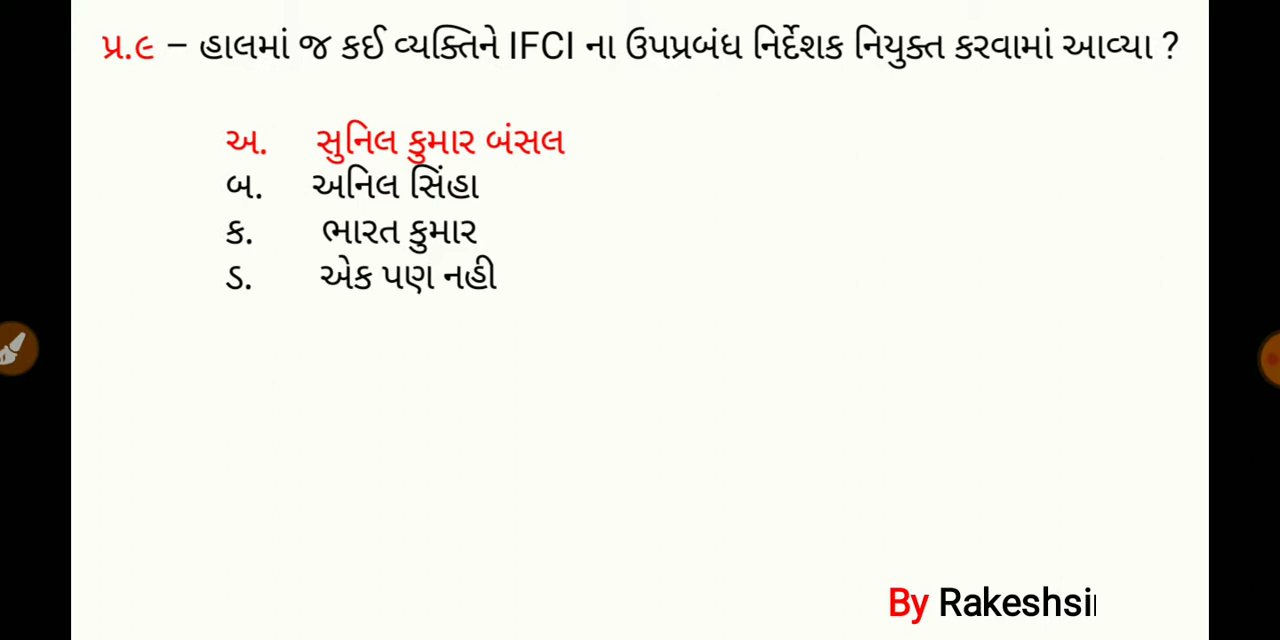 પ્ર.૯ – હાલમાં જ કઈ વ્યક્તિને IFCI ના ઉપપ્રબંધ નિર્દેશક નિયુક્ત કરવામાં આવ્યા ?
અ. સુનિલ કુમાર બંસલ
બ. અનિલ સિંહા
ક. ભારત કુમાર
ડ. એક પણ નહી
By Rakeshsi